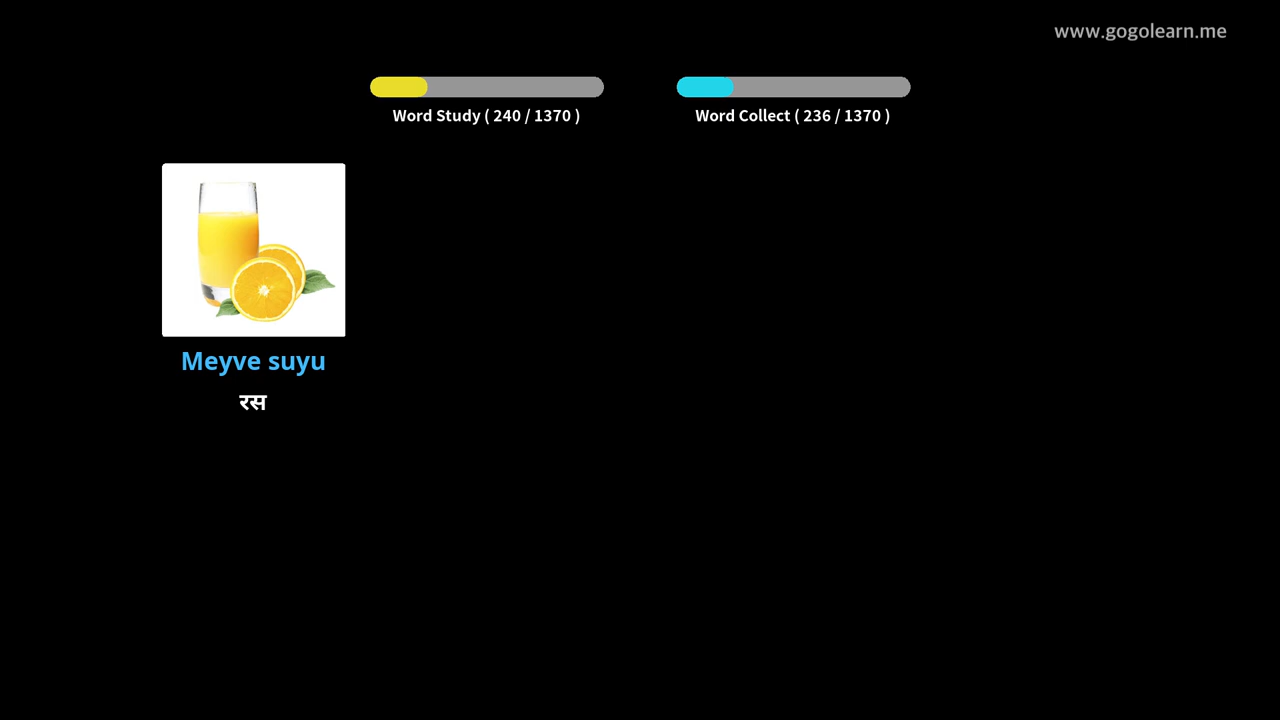 www.gogolearn.me
Word Study ( 240 / 1370 )
Word Collect ( 236 / 1370 )
Meyve suyu
रस